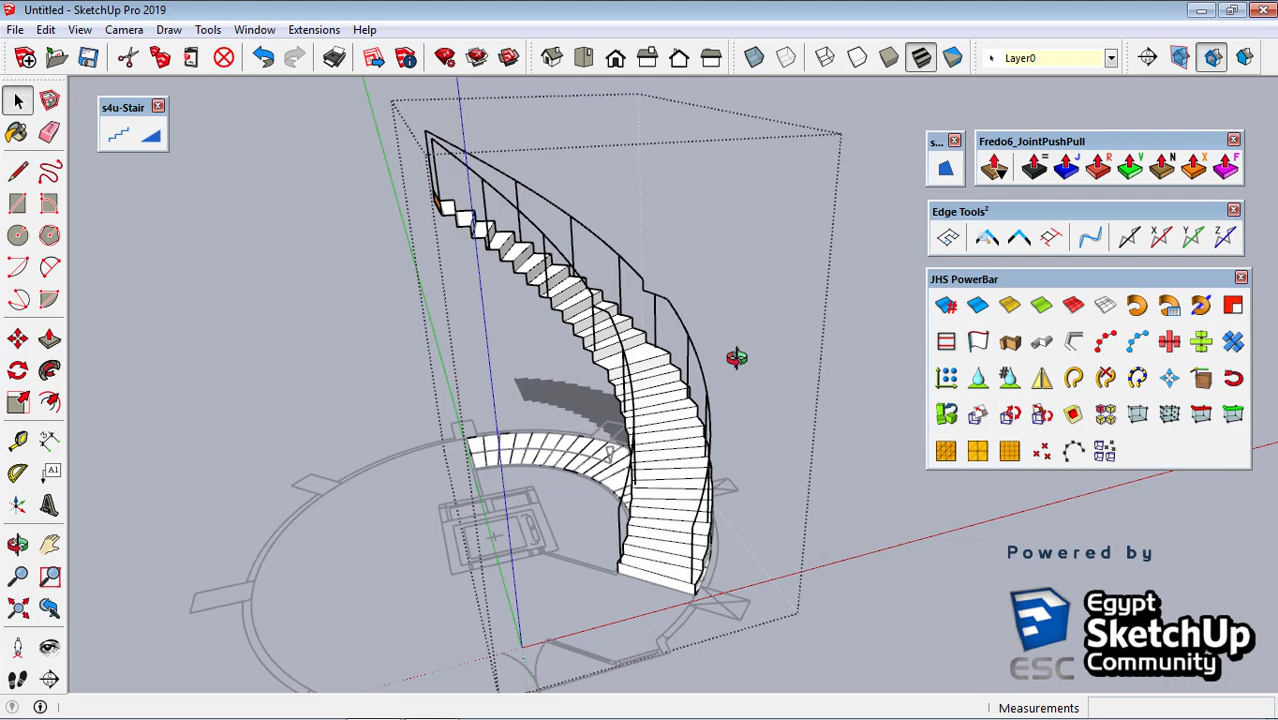 Untitled - SketchUp Pro 2019
File Edit View Camera Draw Tools Window Extensions Help
Layer0
s4u-Stair
s...
Fredo6_JointPushPull
= J R V N X F
Edge Tools²
X Y Z
JHS PowerBar
A1
Powered by
Egypt
SketchUp
Community
ESC
Measurements